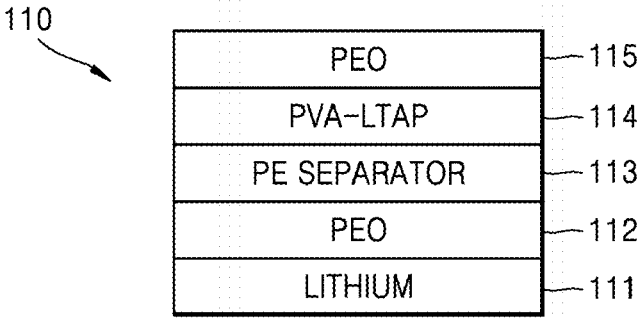 110
PEO 115
PVA-LTAP 114
PE SEPARATOR 113
PEO 112
LITHIUM 111